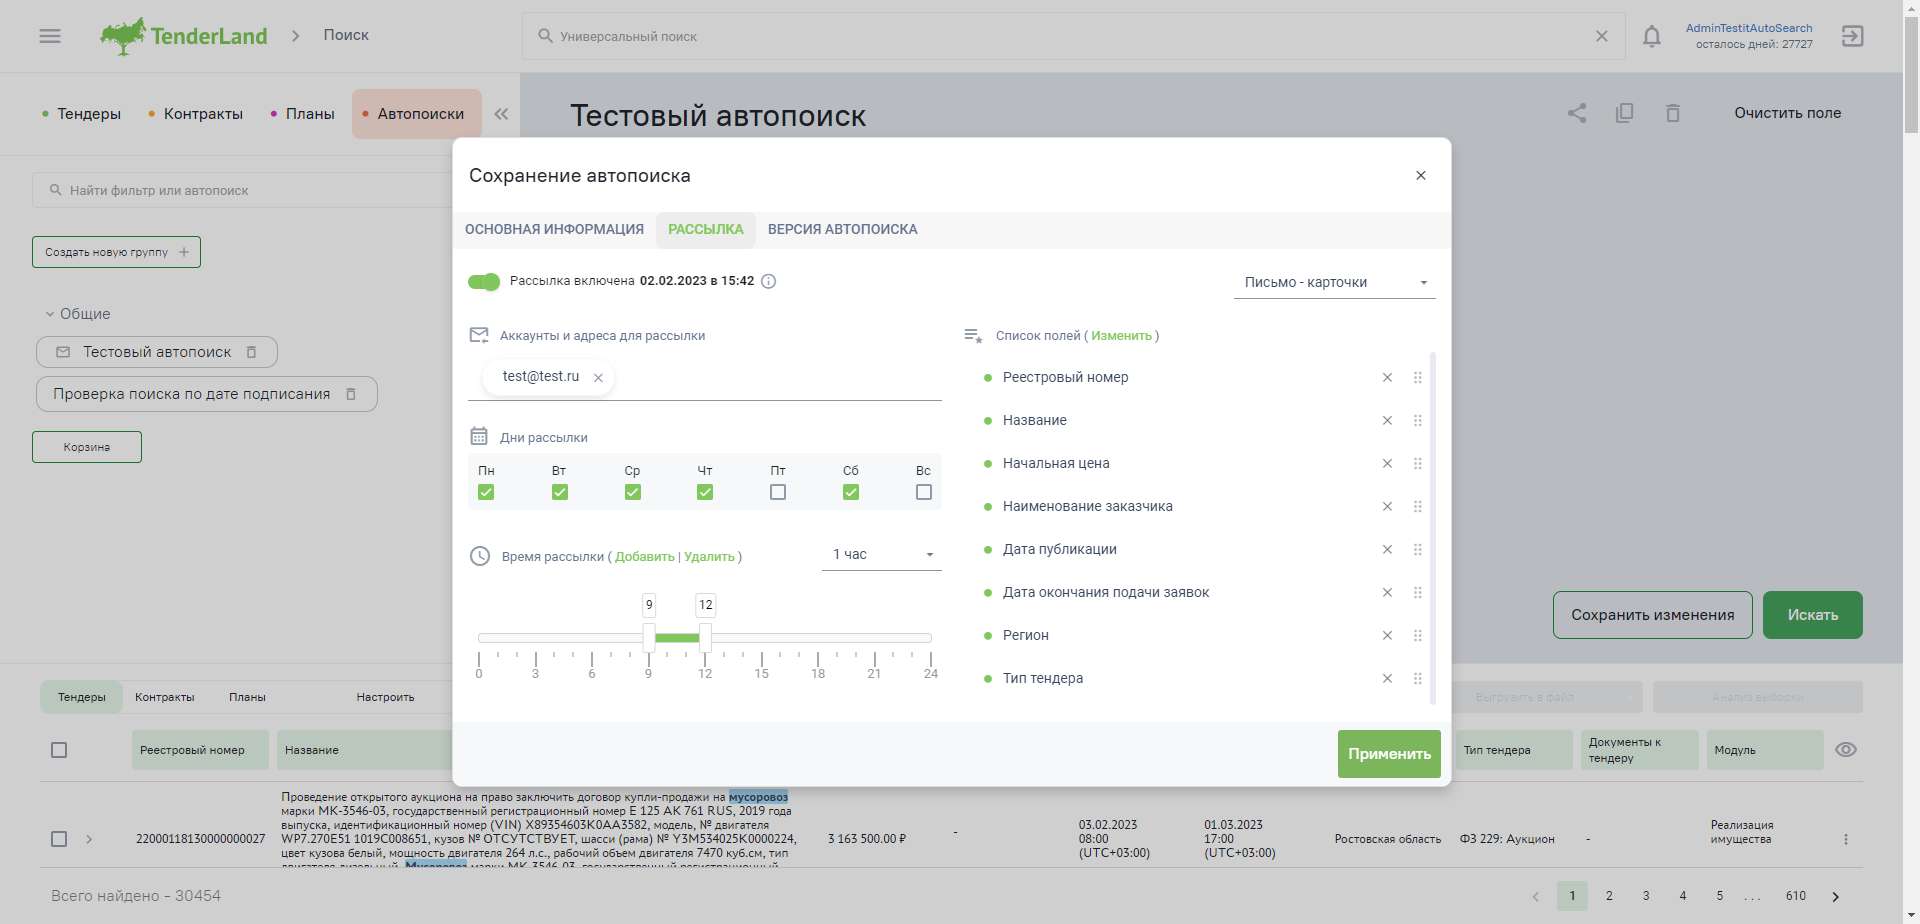 TenderLand
Поиск
Универсальный поиск
AdminTestitAutoSearch
осталось дней: 27727
Тендеры
Контракты
Планы
Автопоиски
Тестовый автопоиск
Очистить поле
Найти фильтр или автопоиск
Создать новую группу
Общие
Тестовый автопоиск
Проверка поиска по дате подписания
Корзина
Сохранение автопоиска
ОСНОВНАЯ ИНФОРМАЦИЯ
РАССЫЛКА
ВЕРСИЯ АВТОПОИСКА
Рассылка включена 02.02.2023 в 15:42
Письмо - карточки
Аккаунты и адреса для рассылки
test@test.ru
Дни рассылки
Пн Вт Ср Чт Пт Сб Вс
Время рассылки ( Добавить | Удалить )
1 час
9 12
0 3 6 9 12 15 18 21 24
Список полей ( Изменить )
Реестровый номер
Название
Начальная цена
Наименование заказчика
Дата публикации
Дата окончания подачи заявок
Регион
Тип тендера
Применить
Сохранить изменения
Искать
Тендеры
Контракты
Планы
Настроить
Выгрузить в файл
Анализ выборки
Реестровый номер
Название
Тип тендера
Документы к
тендеру
Модуль
22000118130000000027
Проведение открытого аукциона на право заключить договор купли-продажи на мусоровоз
марки МК-3546-03, государственный регистрационный номер Е 125 АК 761 RUS, 2019 года
выпуска, идентификационный номер (VIN) X89354603K0AA3582, модель, № двигателя
WP7.270E51 1019C008651, кузов № ОТСУТСТВУЕТ, шасси (рама) № Y3M534025K0000224,
цвет кузова белый, мощность двигателя 264 л.с., рабочий объем двигателя 7470 куб.см, тип
двигателя дизельный. Мусоровоз марки МК-3546-03, государственный регистрационный
3 163 500.00 ₽
-
03.02.2023
08:00
(UTC+03:00)
01.03.2023
17:00
(UTC+03:00)
Ростовская область
ФЗ 229: Аукцион
-
Реализация
имущества
Всего найдено - 30454
1 2 3 4 5 ... 610